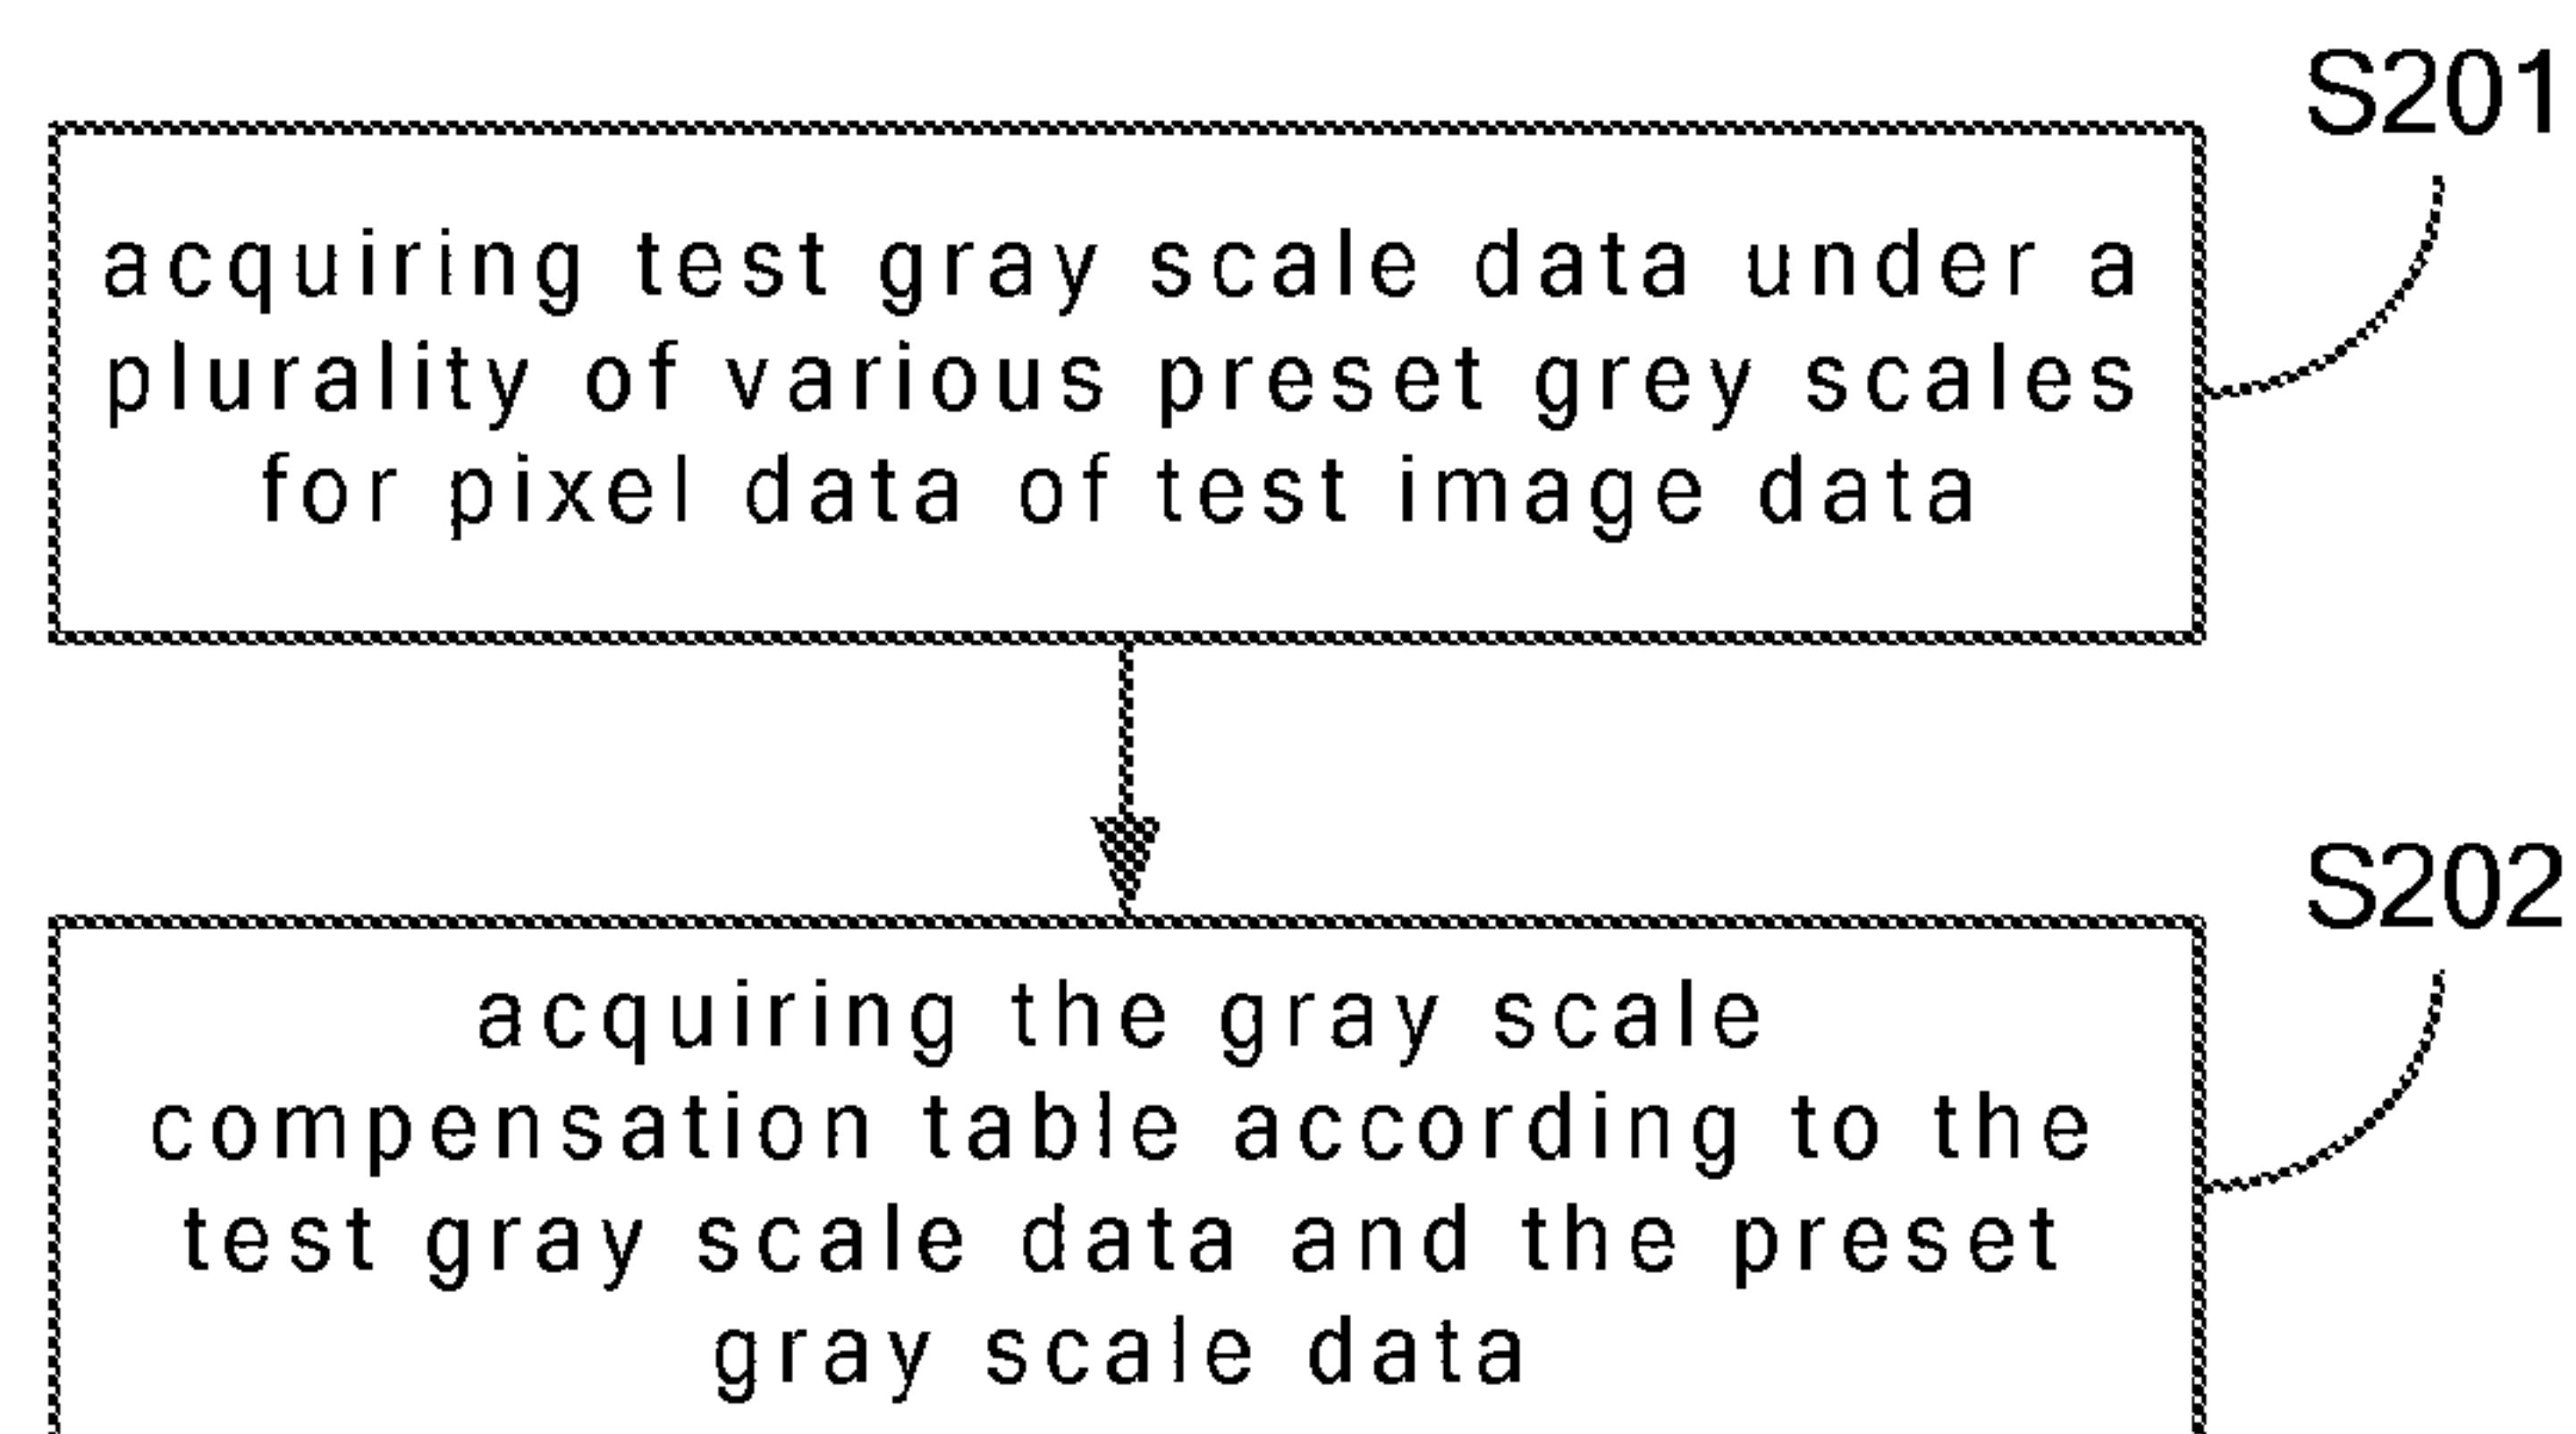 S201
acquiring test gray scale data under a
plurality of various preset grey scales
for pixel data of test image data
S202
acquiring the gray scale
compensation table according to the
test gray scale data and the preset
gray scale data